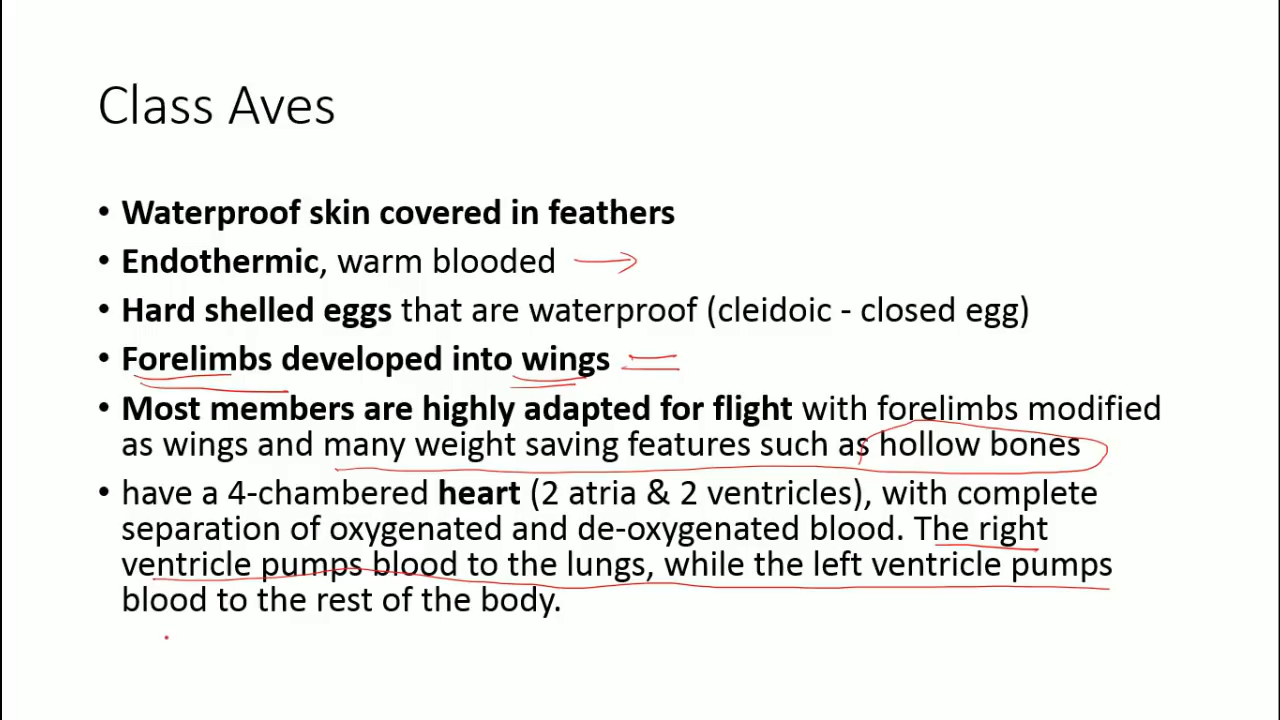 Class Aves
• Waterproof skin covered in feathers
• Endothermic, warm blooded
• Hard shelled eggs that are waterproof (cleidoic - closed egg)
• Forelimbs developed into wings
• Most members are highly adapted for flight with forelimbs modified
as wings and many weight saving features such as hollow bones
• have a 4-chambered heart (2 atria & 2 ventricles), with complete
separation of oxygenated and de-oxygenated blood. The right
ventricle pumps blood to the lungs, while the left ventricle pumps
blood to the rest of the body.